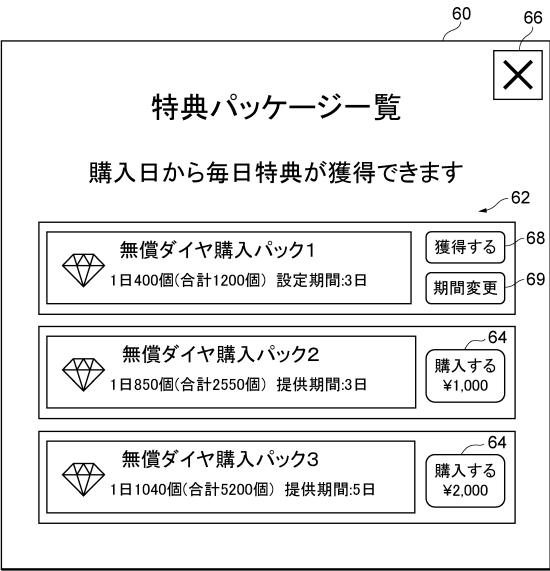 60
66
特典パッケージ一覧
購入日から毎日特典が獲得できます
62
無償ダイヤ購入パック1
1日400個(合計1200個) 設定期間:3日
獲得する
68
期間変更
69
無償ダイヤ購入パック2
1日850個(合計2550個) 提供期間:3日
64
購入する
¥1,000
無償ダイヤ購入パック3
1日1040個(合計5200個) 提供期間:5日
64
購入する
¥2,000